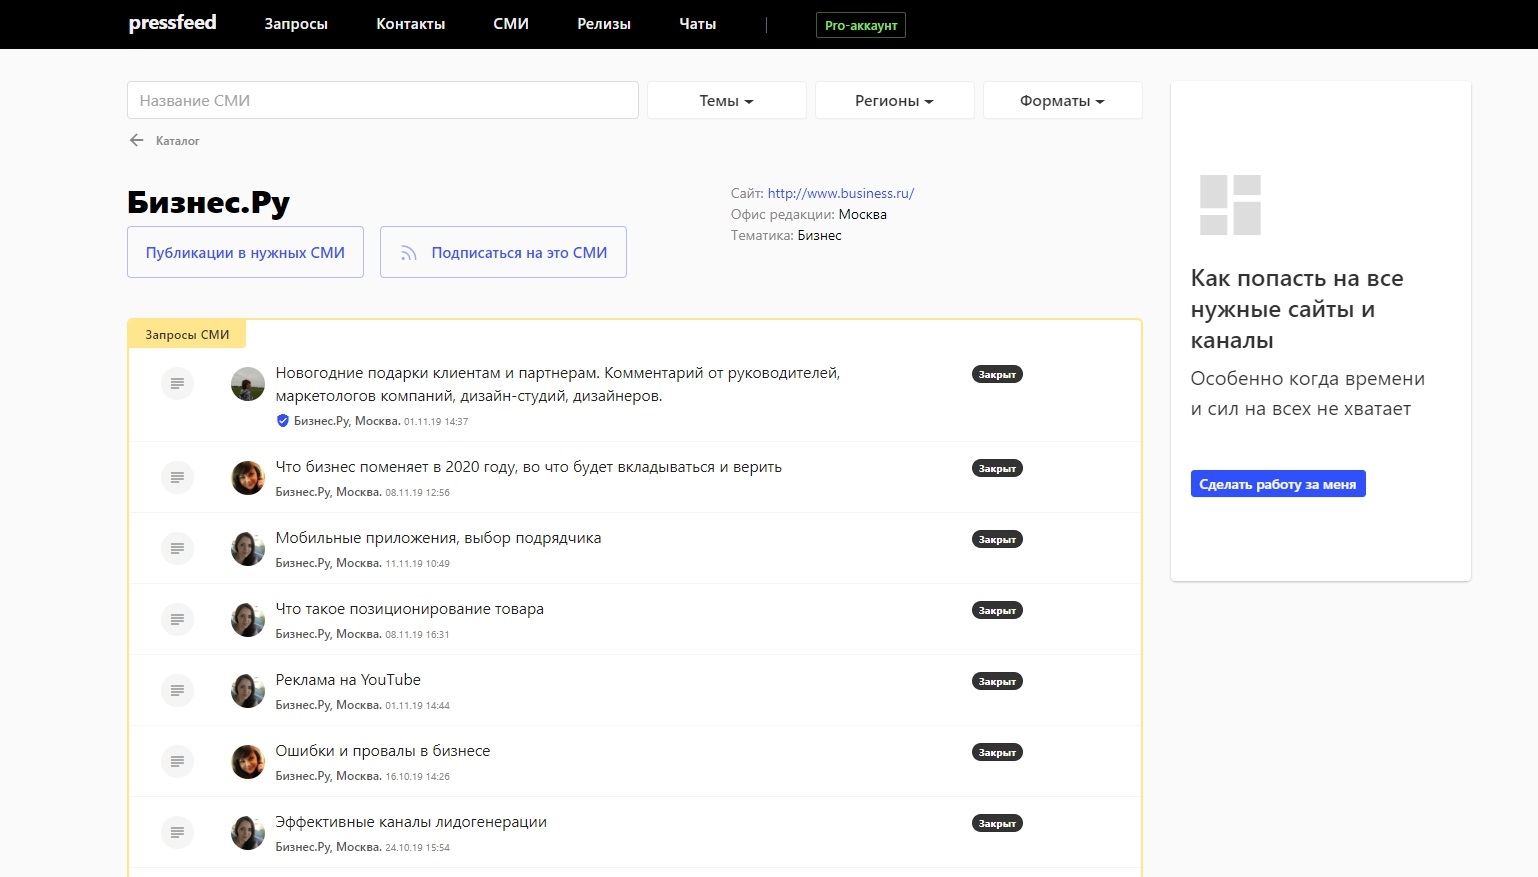 pressfeed Запросы Контакты СМИ Релизы Чаты Pro-аккаунт
Название СМИ Темы Регионы Форматы
Каталог
Бизнес.Ру
Публикации в нужных СМИ Подписаться на это СМИ
Сайт: http://www.business.ru/
Офис редакции: Москва
Тематика: Бизнес
Запросы СМИ
Новогодние подарки клиентам и партнерам. Комментарий от руководителей,
маркетологов компаний, дизайн-студий, дизайнеров.
Бизнес.Ру, Москва. 01.11.19 14:37
Закрыт
Что бизнес поменяет в 2020 году, во что будет вкладываться и верить
Бизнес.Ру, Москва. 08.11.19 12:56
Закрыт
Мобильные приложения, выбор подрядчика
Бизнес.Ру, Москва. 11.11.19 10:49
Закрыт
Что такое позиционирование товара
Бизнес.Ру, Москва. 08.11.19 16:31
Закрыт
Реклама на YouTube
Бизнес.Ру, Москва. 01.11.19 14:44
Закрыт
Ошибки и провалы в бизнесе
Бизнес.Ру, Москва. 16.10.19 14:26
Закрыт
Эффективные каналы лидогенерации
Бизнес.Ру, Москва. 24.10.19 15:54
Закрыт
Как попасть на все
нужные сайты и
каналы
Особенно когда времени
и сил на всех не хватает
Сделать работу за меня